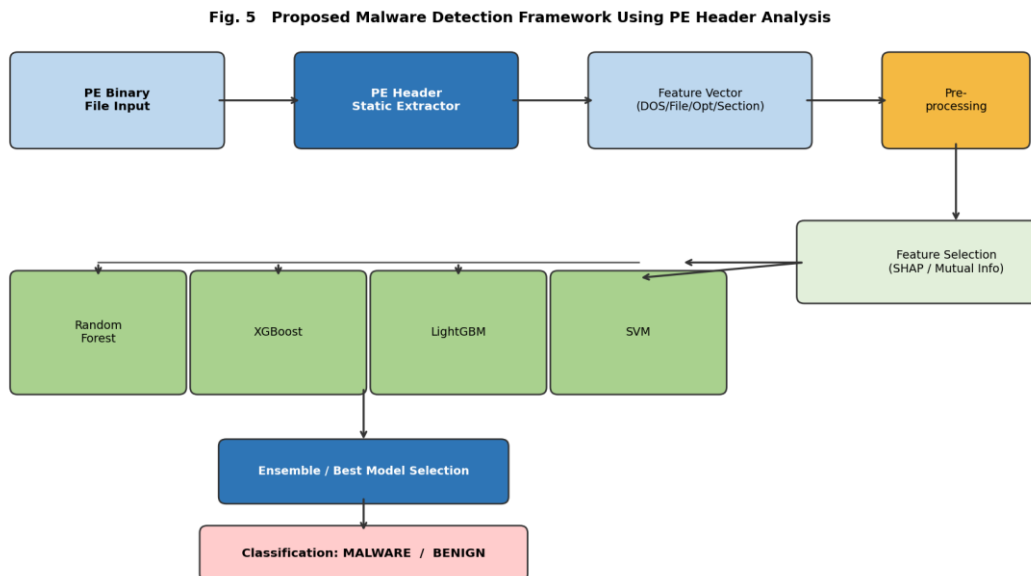 Fig. 5   Proposed Malware Detection Framework Using PE Header Analysis
PE Binary
File Input
PE Header
Static Extractor
Feature Vector
(DOS/File/Opt/Section)
Pre-
processing
Feature Selection
(SHAP / Mutual Info)
Random
Forest
XGBoost
LightGBM
SVM
Ensemble / Best Model Selection
Classification: MALWARE  /  BENIGN